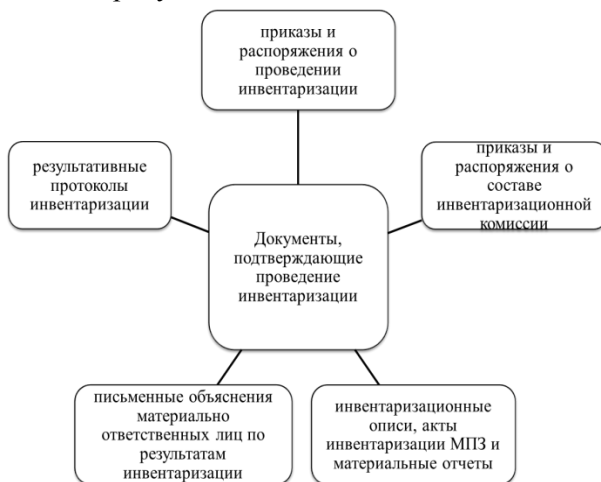 приказы и
распоряжения о
проведении
инвентаризации
результативные
протоколы
инвентаризации
приказы и
распоряжения о
составе
инвентаризационной
комиссии
Документы,
подтверждающие
проведение
инвентаризации
письменные объяснения
материально
ответственных лиц по
результатам
инвентаризации
инвентаризационные
описи, акты
инвентаризации МПЗ и
материальные отчеты